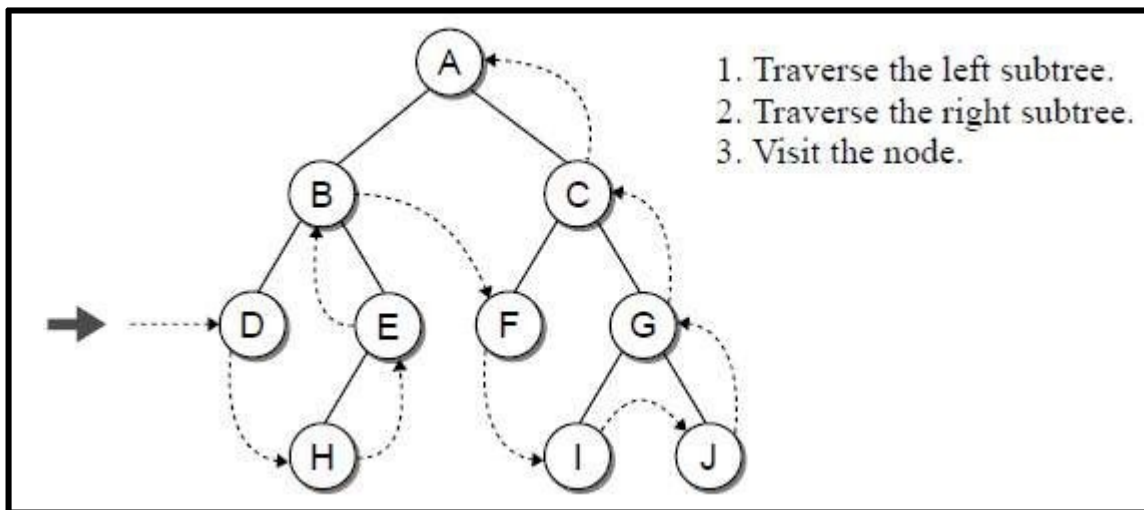 A
1. Traverse the left subtree.
2. Traverse the right subtree.
3. Visit the node.
B
C
D
E
F
G
H
I
J